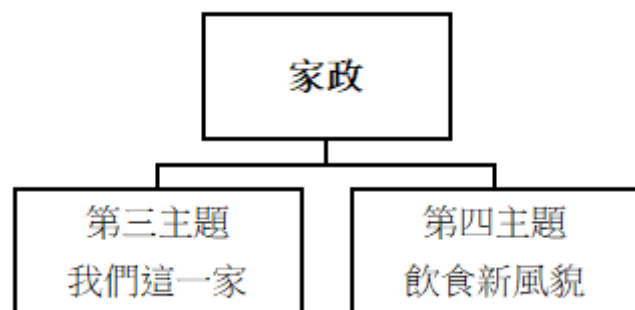 家政
第三主題
我們這一家
第四主題
飲食新風貌